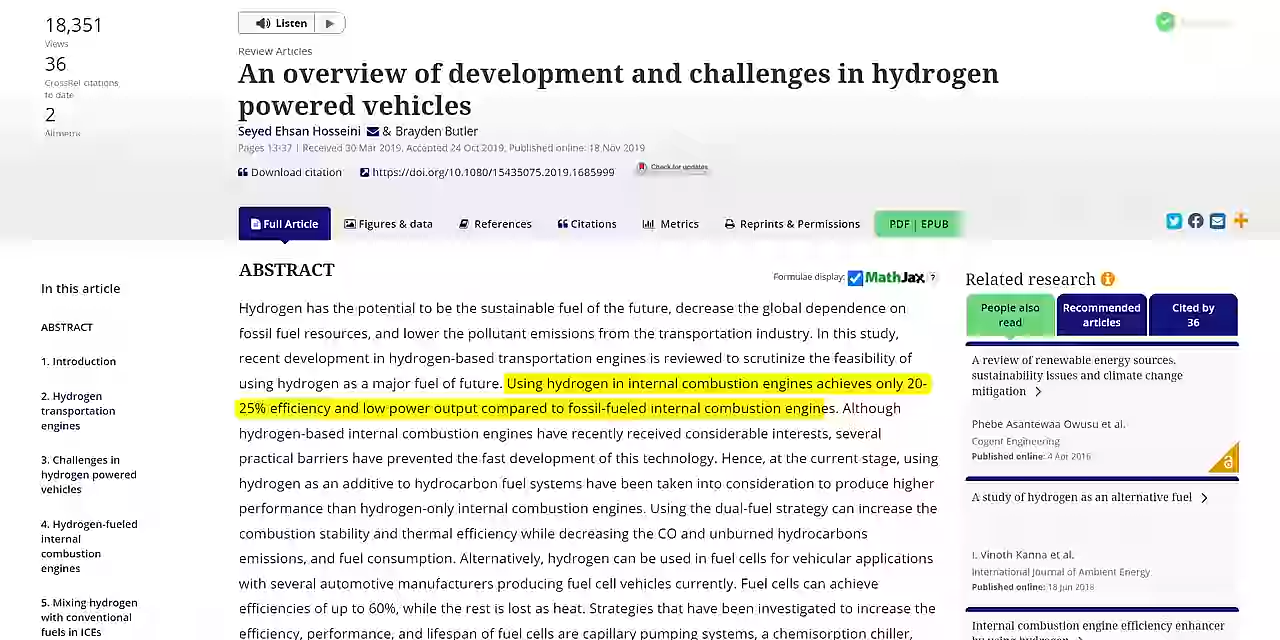 18,351
Views
36
CrossRef citations
to date
2
Altmetric
Listen
Review Articles
An overview of development and challenges in hydrogen
powered vehicles
Seyed Ehsan Hosseini & Brayden Butler
Pages 13-37 | Received 30 Mar 2019, Accepted 24 Oct 2019, Published online: 18 Nov 2019
Download citation https://doi.org/10.1080/15435075.2019.1685999 Check for updates
Full Article Figures & data References Citations Metrics Reprints & Permissions PDF | EPUB
In this article
ABSTRACT
1. Introduction
2. Hydrogen
transportation
engines
3. Challenges in
hydrogen powered
vehicles
4. Hydrogen-fueled
internal
combustion
engines
5. Mixing hydrogen
with conventional
fuels in ICEs
ABSTRACT
Formulae display: MathJax ?
Hydrogen has the potential to be the sustainable fuel of the future, decrease the global dependence on
fossil fuel resources, and lower the pollutant emissions from the transportation industry. In this study,
recent development in hydrogen-based transportation engines is reviewed to scrutinize the feasibility of
using hydrogen as a major fuel of future. Using hydrogen in internal combustion engines achieves only 20-
25% efficiency and low power output compared to fossil-fueled internal combustion engines. Although
hydrogen-based internal combustion engines have recently received considerable interests, several
practical barriers have prevented the fast development of this technology. Hence, at the current stage, using
hydrogen as an additive to hydrocarbon fuel systems have been taken into consideration to produce higher
performance than hydrogen-only internal combustion engines. Using the dual-fuel strategy can increase the
combustion stability and thermal efficiency while decreasing the CO and unburned hydrocarbons
emissions, and fuel consumption. Alternatively, hydrogen can be used in fuel cells for vehicular applications
with several automotive manufacturers producing fuel cell vehicles currently. Fuel cells can achieve
efficiencies of up to 60%, while the rest is lost as heat. Strategies that have been investigated to increase the
efficiency, performance, and lifespan of fuel cells are capillary pumping systems, a chemisorption chiller,
Related research
People also
read
Recommended
articles
Cited by
36
A review of renewable energy sources,
sustainability issues and climate change
mitigation
Phebe Asantewaa Owusu et al.
Cogent Engineering
Published online: 4 Apr 2016
A study of hydrogen as an alternative fuel
I. Vinoth Kanna et al.
International Journal of Ambient Energy
Published online: 18 Jun 2018
Internal combustion engine efficiency enhancer
by using hydrogen